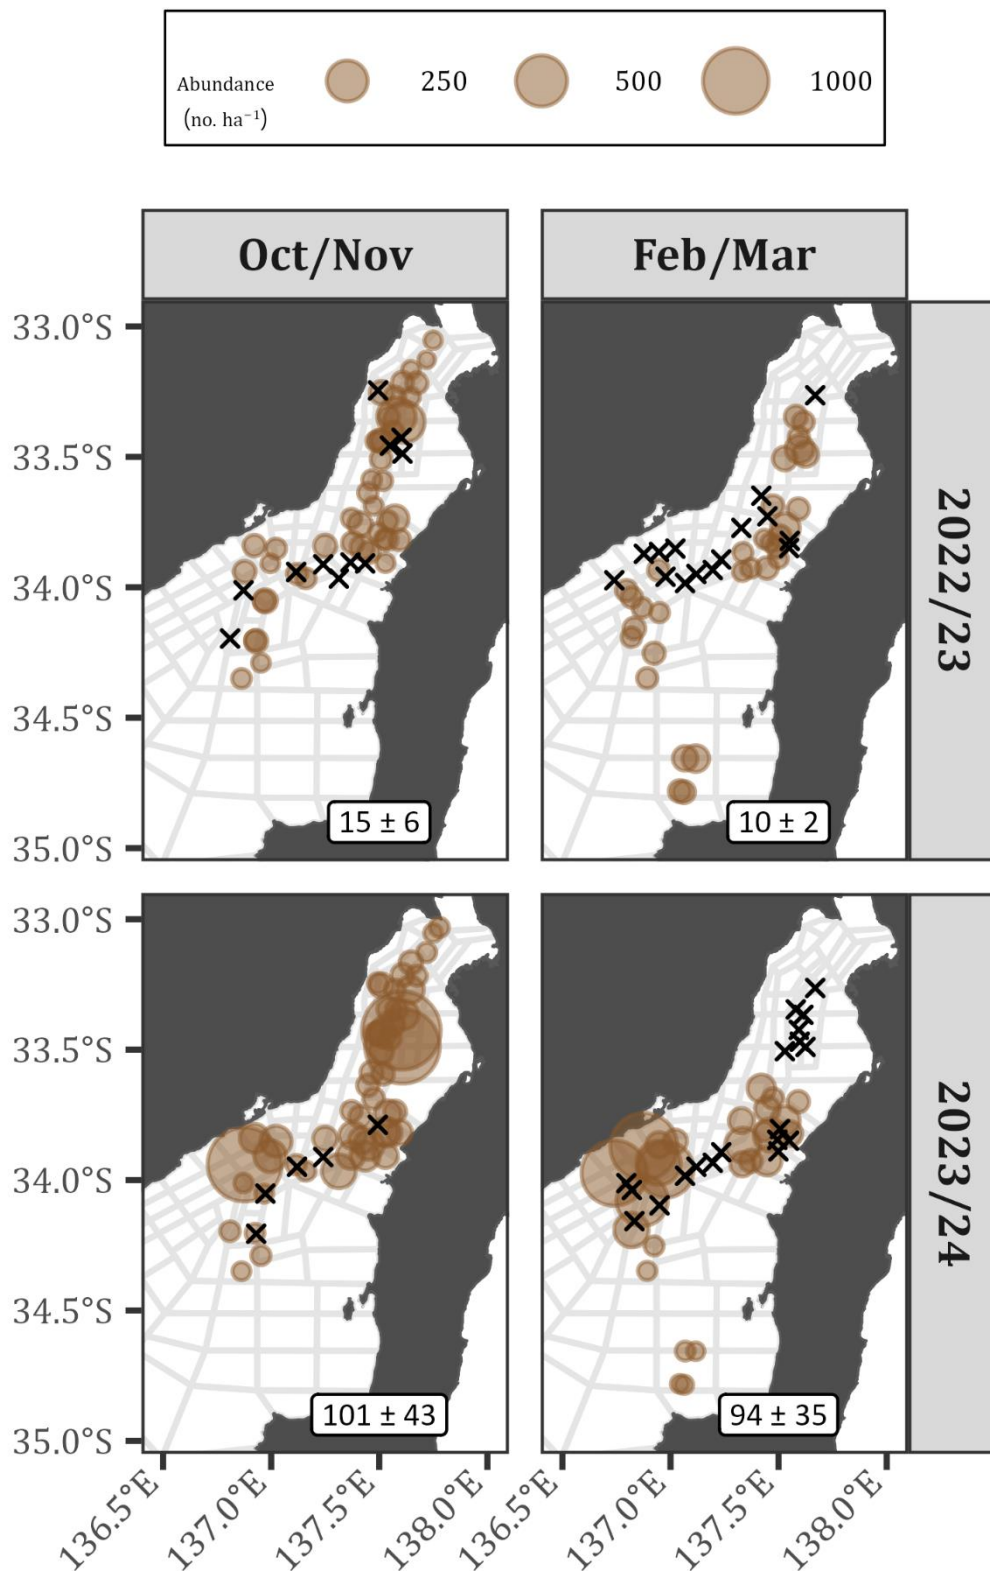 Abundance
(no. ha⁻¹)
250
500
1000
Oct/Nov
Feb/Mar
33.0°S
33.5°S
34.0°S
34.5°S
35.0°S
15 ± 6
10 ± 2
2022/23
33.0°S
33.5°S
34.0°S
34.5°S
35.0°S
101 ± 43
94 ± 35
2023/24
136.5°E
137.0°E
137.5°E
138.0°E
136.5°E
137.0°E
137.5°E
138.0°E